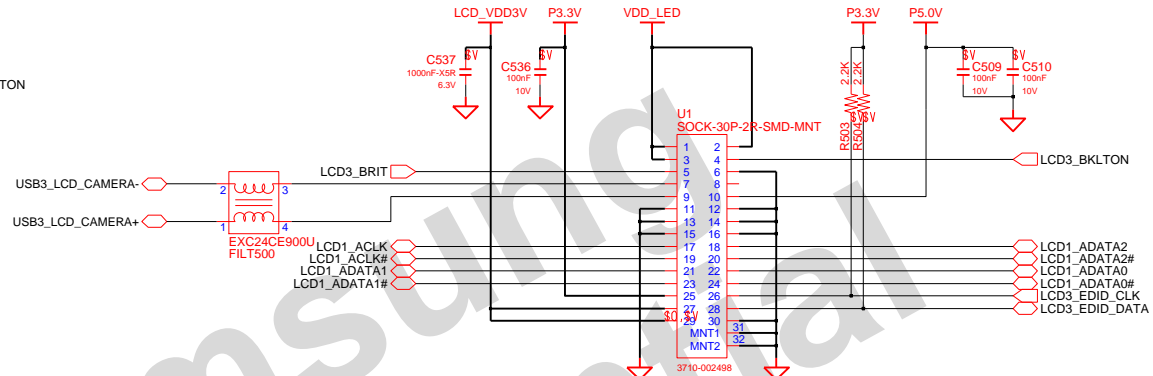 LCD_VDD3V P3.3V VDD_LED P3.3V P5.0V
$V $V $V $V
C537 C536 C509 C510
1000nF-X5R 100nF 100nF 100nF
6.3V 10V 10V 10V
TON
2.2K 2.2K
R503 R504
$V $V
U1
SOCK-30P-2R-SMD-MNT
1 2
3 4 LCD3_BKLTON
LCD3_BRIT 5 6
USB3_LCD_CAMERA- 2 3 7 8
9 10
USB3_LCD_CAMERA+ 1 4 11 12
13 14
15 16
EXC24CE900U
FILT500
LCD1_ACLK 17 18 LCD1_ADATA2
LCD1_ACLK# 19 20 LCD1_ADATA2#
LCD1_ADATA1 21 22 LCD1_ADATA0
LCD1_ADATA1# 23 24 LCD1_ADATA0#
25 26 LCD3_EDID_CLK
27 28 LCD3_EDID_DATA
29 30
MNT1 31
MNT2 32
3710-002498
msung
tial